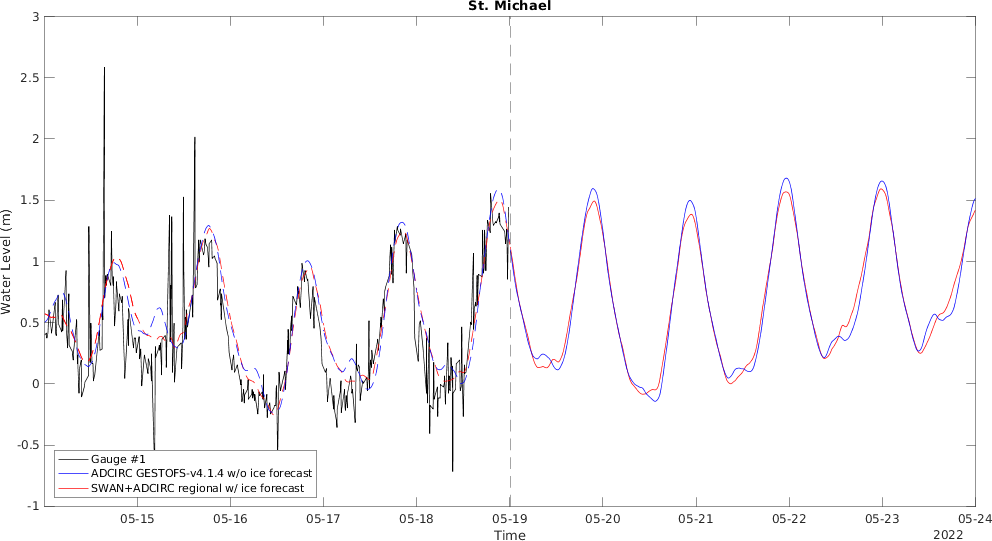 St. Michael
3
2.5
2
1.5
1
0.5
0
-0.5
-1
Water Level (m)
Gauge #1
ADCIRC GESTOFS-v4.1.4 w/o ice forecast
SWAN+ADCIRC regional w/ ice forecast
05-15 05-16 05-17 05-18 05-19 05-20 05-21 05-22 05-23 05-24
Time
2022